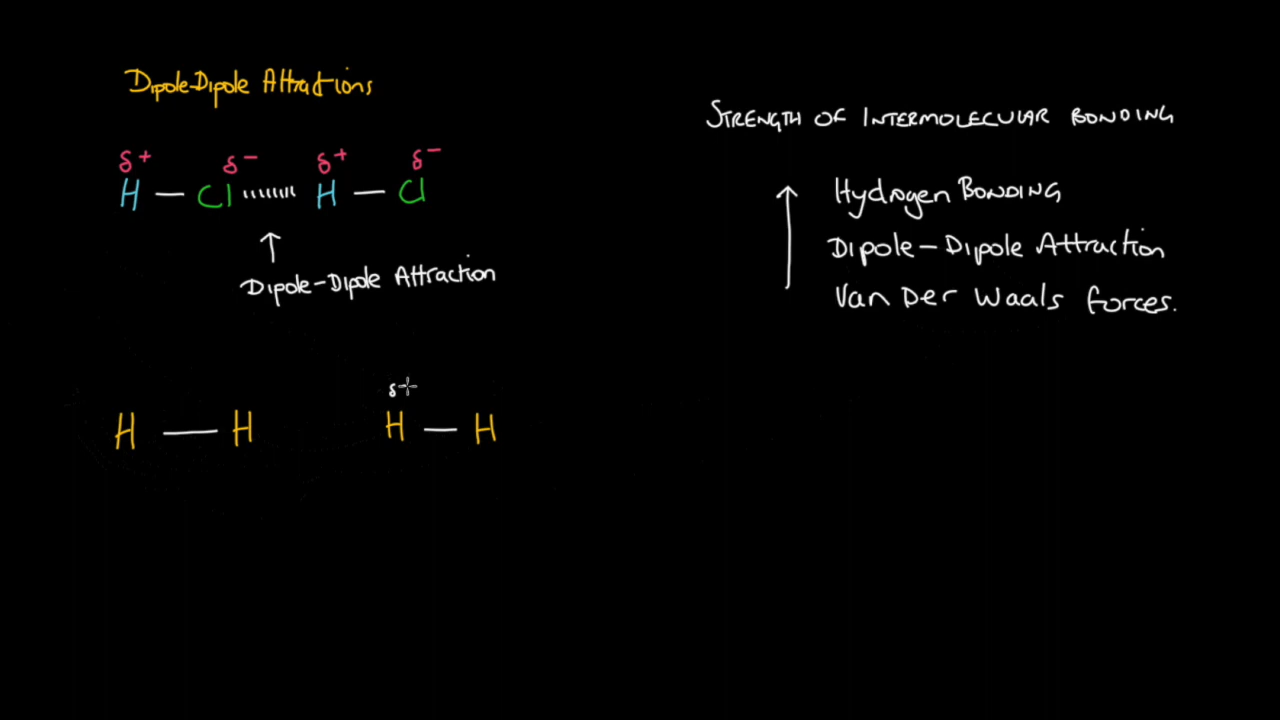 Dipole-Dipole Attractions
STRENGTH OF INTERMOLECULAR BONDING
δ+ δ- δ+ δ-
H — Cl ıııııııı H — Cl
Hydrogen BONDING
Dipole-Dipole Attraction
Van Der Waals forces.
↑
Dipole-Dipole Attraction
δ+
H — H H — H